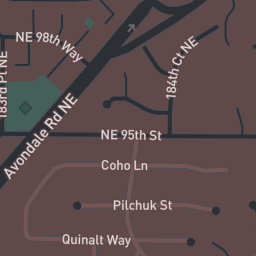 NE 98th Way
183rd Pl NE
184th Ct NE
Avondale Rd NE
NE 95th St
Coho Ln
Pilchuk St
Quinalt Way